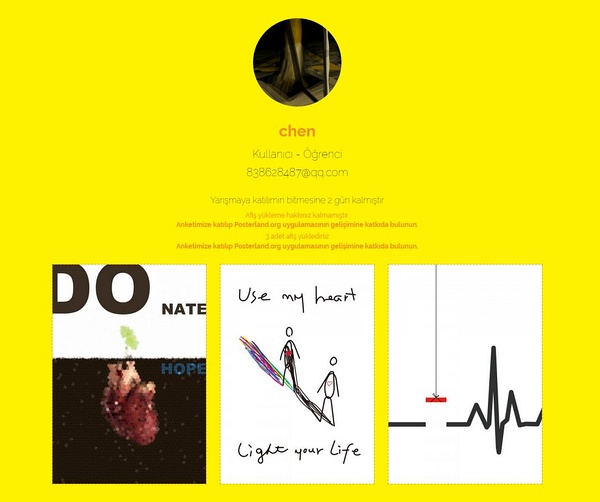 chen
Kullanıcı - Öğrenci
838628487@qq.com
Yarışmaya katılımın bitmesine 2 gün kalmıştır
Afiş yükleme hakkınız kalmamıştır.
Anketimize katılıp Posterland.org uygulamasının gelişimine katkıda bulunun.
3 adet afiş yüklediniz
Anketimize katılıp Posterland.org uygulamasının gelişimine katkıda bulunun.
DO
NATE
HOPE
Use my heart
Light your Life